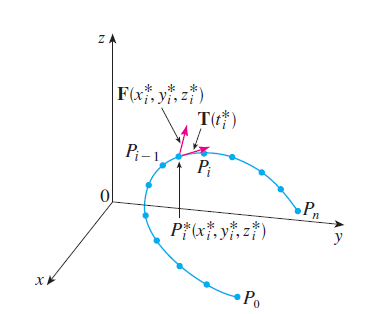 z
F(x*i, y*i, z*i)
T(t*i)
Pi−1
Pi
0
Pn
P*i(x*i, y*i, z*i)
y
x
P0